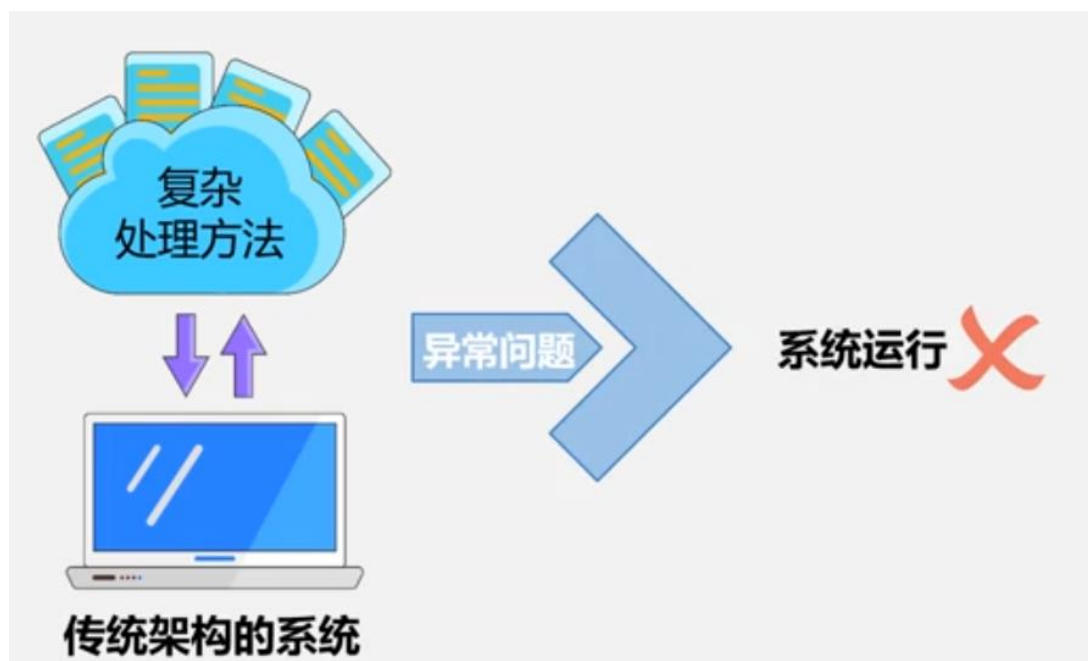 复杂
处理方法
异常问题
系统运行
传统架构的系统